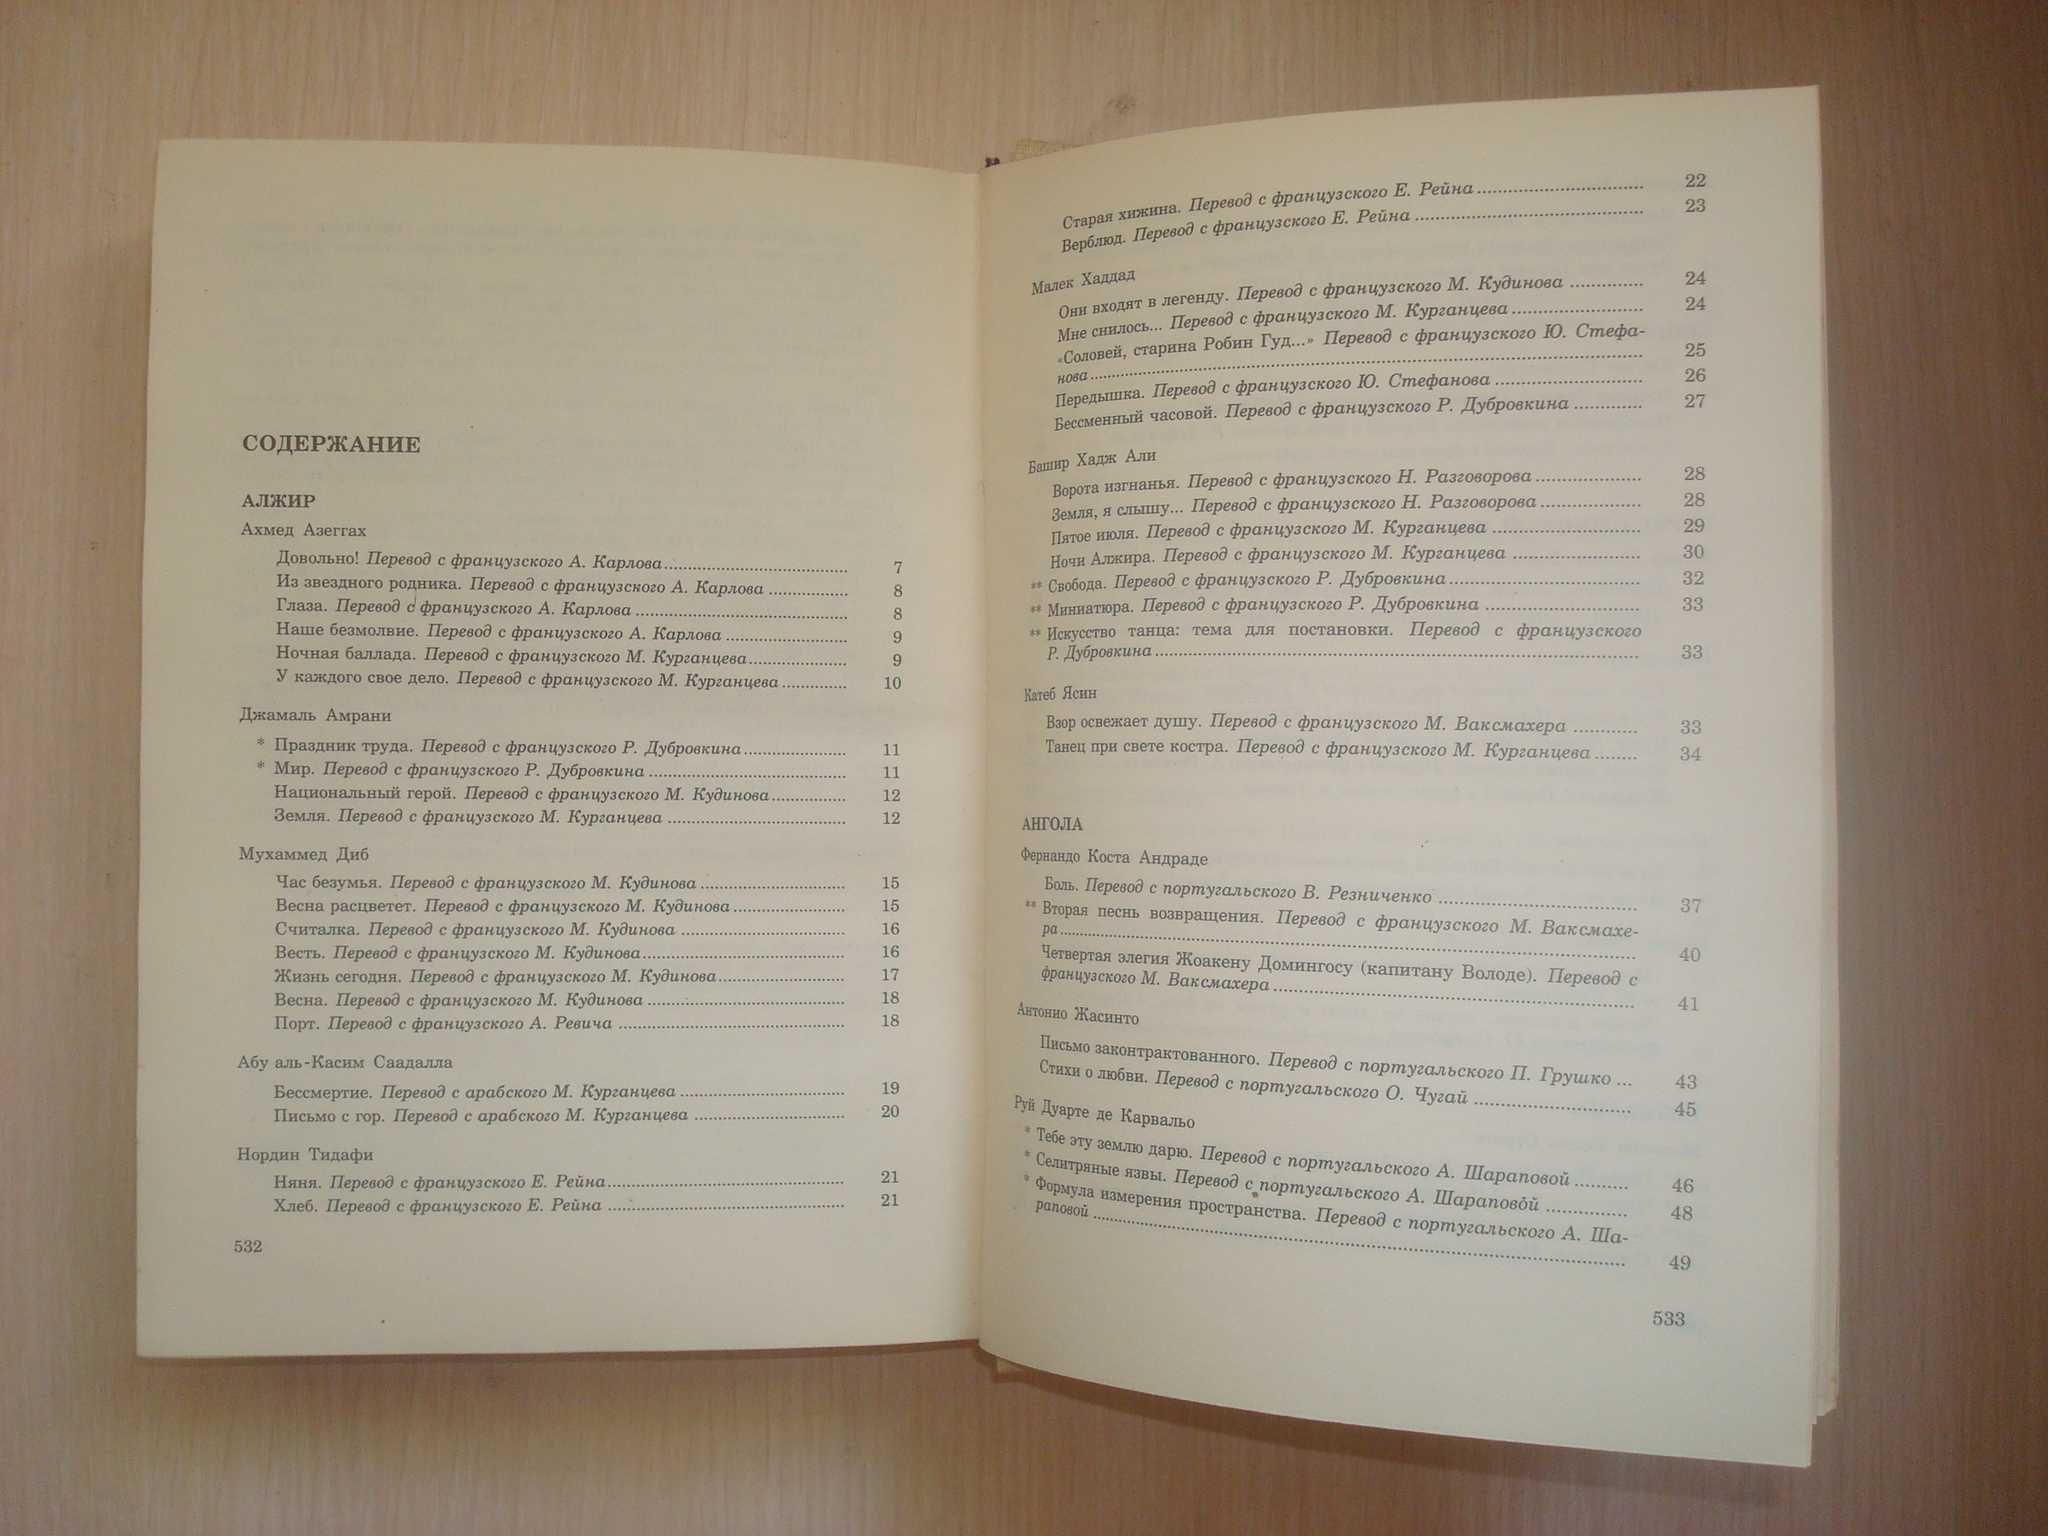 СОДЕРЖАНИЕ
АЛЖИР
Ахмед Азеггах
Довольно! Перевод с французского А. Карлова 7
Из звездного родника. Перевод с французского А. Карлова 8
Глаза. Перевод с французского А. Карлова 8
Наше безмолвие. Перевод с французского А. Карлова 9
Ночная баллада. Перевод с французского М. Курганцева 9
У каждого свое дело. Перевод с французского М. Курганцева 10
Джамаль Амрани
* Праздник труда. Перевод с французского Р. Дубровкина 11
* Мир. Перевод с французского Р. Дубровкина 11
Национальный герой. Перевод с французского М. Кудинова 12
Земля. Перевод с французского М. Курганцева 12
Мухаммед Диб
Час безумья. Перевод с французского М. Кудинова 15
Весна расцветет. Перевод с французского М. Кудинова 15
Считалка. Перевод с французского М. Кудинова 16
Весть. Перевод с французского М. Кудинова 16
Жизнь сегодня. Перевод с французского М. Кудинова 17
Весна. Перевод с французского М. Кудинова 18
Порт. Перевод с французского А. Ревича 18
Абу аль-Касим Саадалла
Бессмертие. Перевод с арабского М. Курганцева 19
Письмо с гор. Перевод с арабского М. Курганцева 20
Нордин Тидафи
Няня. Перевод с французского Е. Рейна 21
Хлеб. Перевод с французского Е. Рейна 21
532
Старая хижина. Перевод с французского Е. Рейна 22
Верблюд. Перевод с французского Е. Рейна 23
Малек Хаддад
Они входят в легенду. Перевод с французского М. Кудинова 24
Мне снилось... Перевод с французского М. Курганцева 24
«Соловей, старина Робин Гуд...» Перевод с французского Ю. Стефа-
нова 25
Передышка. Перевод с французского Ю. Стефанова 26
Бессменный часовой. Перевод с французского Р. Дубровкина 27
Башир Хадж Али
Ворота изгнанья. Перевод с французского Н. Разговорова 28
Земля, я слышу... Перевод с французского Н. Разговорова 28
Пятое июля. Перевод с французского М. Курганцева 29
Ночи Алжира. Перевод с французского М. Курганцева 30
** Свобода. Перевод с французского Р. Дубровкина 32
** Миниатюра. Перевод с французского Р. Дубровкина 33
** Искусство танца: тема для постановки. Перевод с французского
Р. Дубровкина 33
Катеб Ясин
Взор освежает душу. Перевод с французского М. Ваксмахера 33
Танец при свете костра. Перевод с французского М. Курганцева 34
АНГОЛА
Фернандо Коста Андраде
Боль. Перевод с португальского В. Резниченко 37
** Вторая песнь возвращения. Перевод с французского М. Ваксмахе-
ра 40
Четвертая элегия Жоакену Домингосу (капитану Володе). Перевод с
французского М. Ваксмахера 41
Антонио Жасинто
Письмо законтрактованного. Перевод с португальского П. Грушко ... 43
Стихи о любви. Перевод с португальского О. Чугай 45
Руй Дуарте де Карвальо
* Тебе эту землю дарю. Перевод с португальского А. Шараповой 46
* Селитряные язвы. Перевод с португальского А. Шараповой 48
* Формула измерения пространства. Перевод с португальского А. Ша-
раповой 49
533